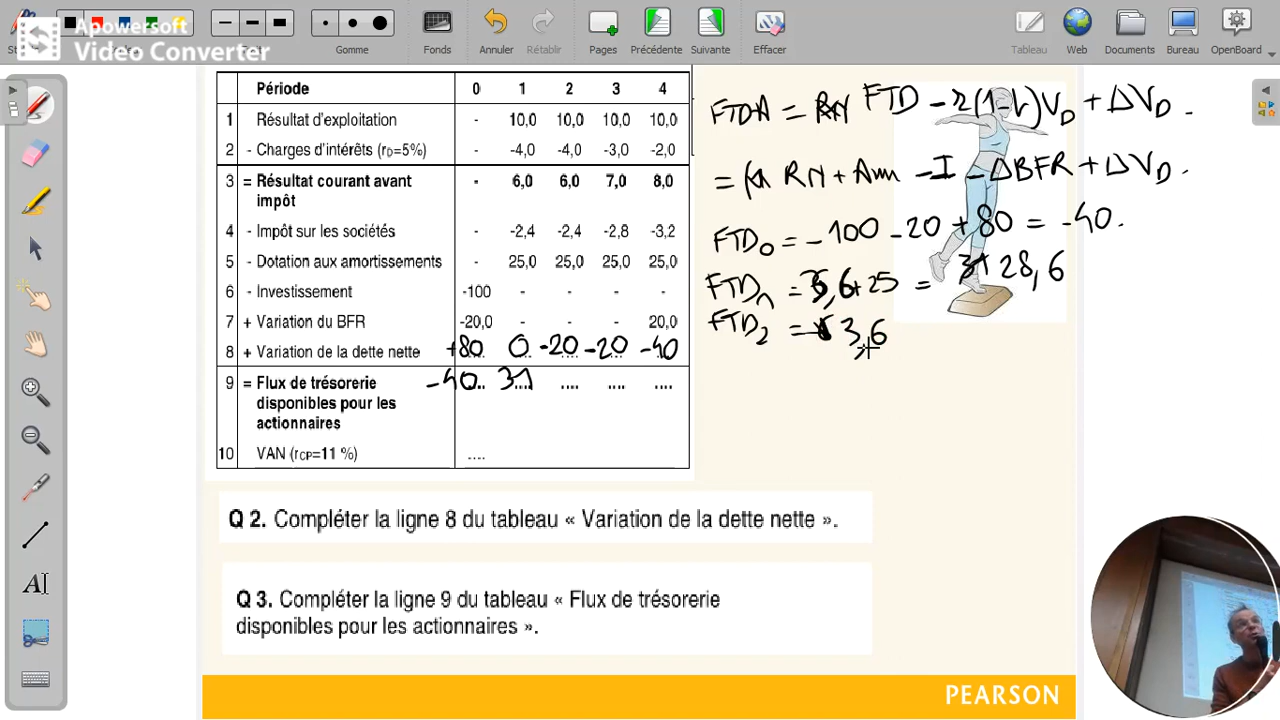 Apowersoft
Video Converter
Gomme
Fonds
Annuler
Rétablir
Pages
Précédente
Suivante
Effacer
Tableau
Web
Documents
Bureau
OpenBoard
Période 0 1 2 3 4
1 Résultat d'exploitation - 10,0 10,0 10,0 10,0
2 - Charges d'intérêts (rD=5%) - -4,0 -4,0 -3,0 -2,0
3 = Résultat courant avant impôt - 6,0 6,0 7,0 8,0
4 - Impôt sur les sociétés - -2,4 -2,4 -2,8 -3,2
5 - Dotation aux amortissements - 25,0 25,0 25,0 25,0
6 - Investissement -100 - - - -
7 + Variation du BFR -20,0 - - - 20,0
8 + Variation de la dette nette +80 0 -20 -20 -40
9 = Flux de trésorerie disponibles pour les actionnaires -40 31 .... .... ....
10 VAN (rCP=11 %) ....
FTDA = FTD - r(1-t)VD + ΔVD.
= RN + Am - I - ΔBFR + ΔVD.
FTD0 = -100 - 20 + 80 = -40.
FTD1 = 3,6 + 25 = 28,6
FTD2 = 3,6
Q 2. Compléter la ligne 8 du tableau « Variation de la dette nette ».
Q 3. Compléter la ligne 9 du tableau « Flux de trésorerie
disponibles pour les actionnaires ».
PEARSON